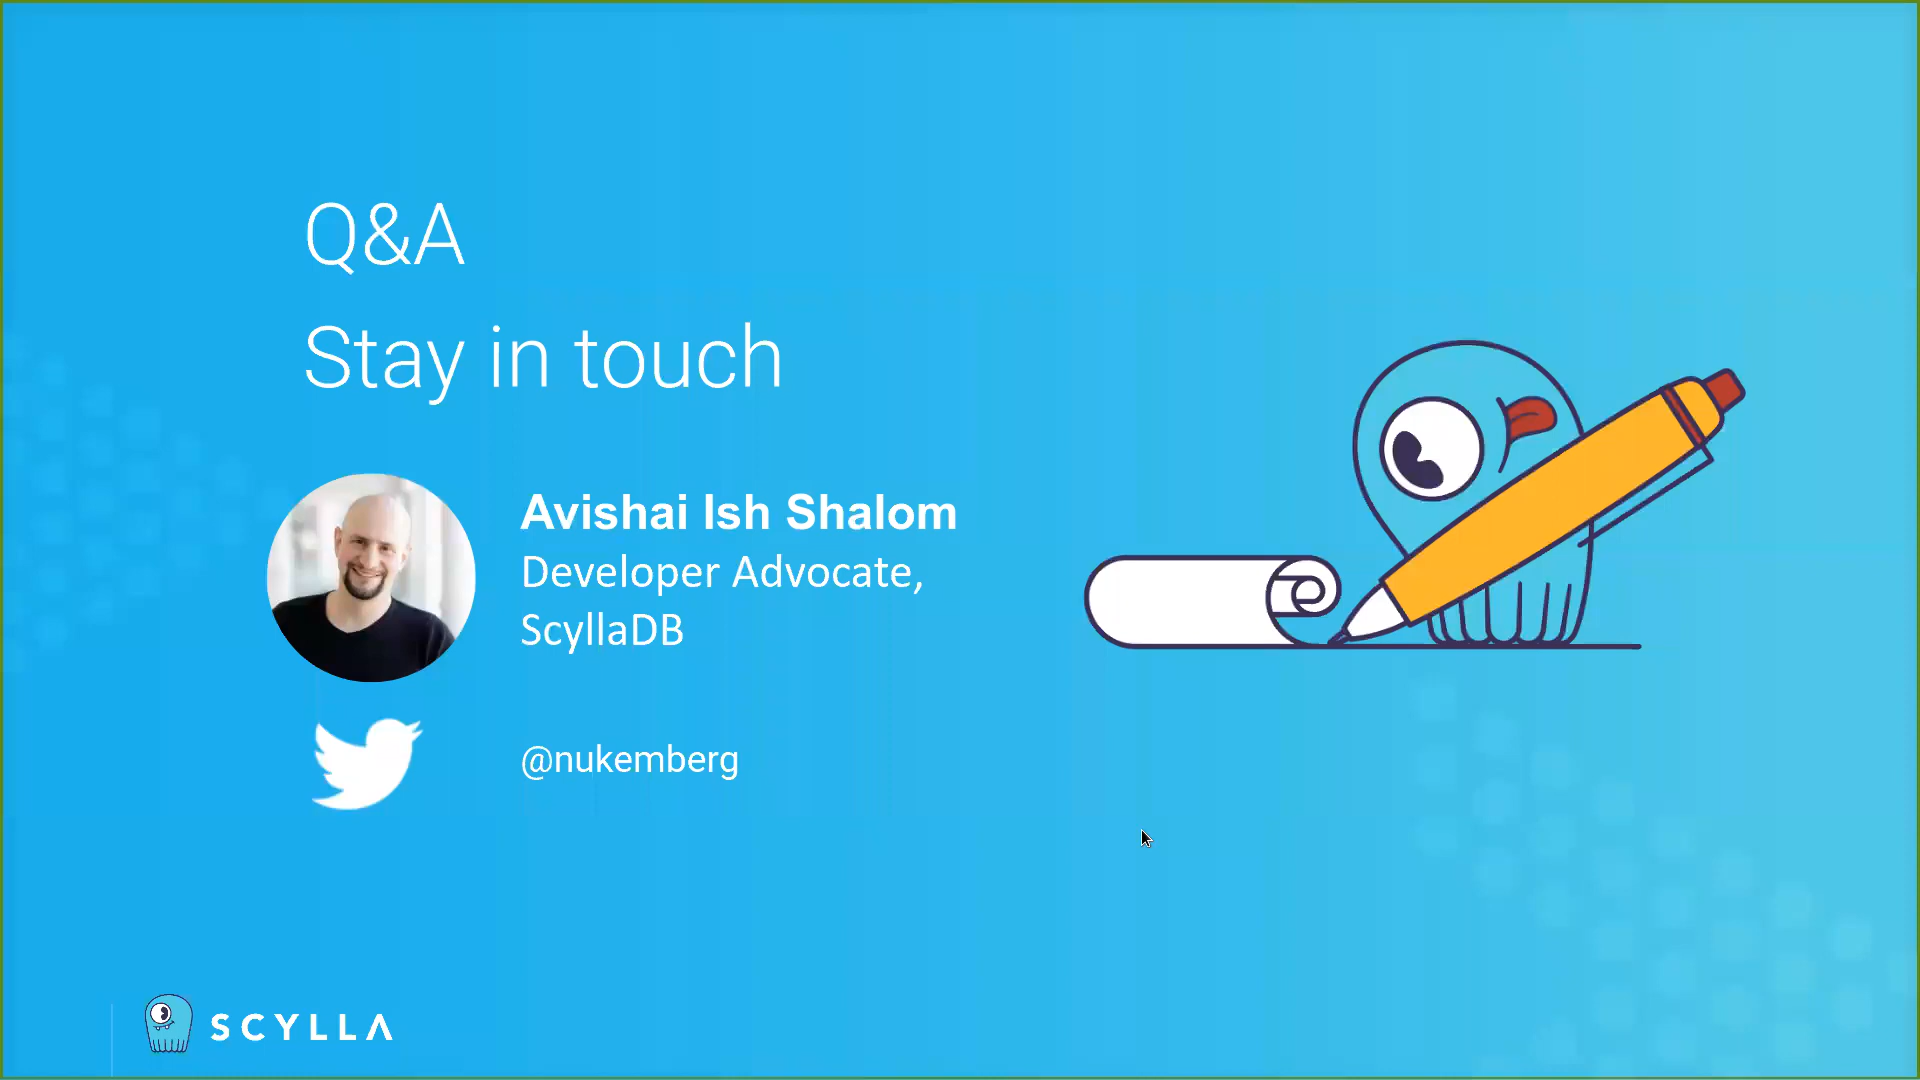 Q&A
Stay in touch
Avishai Ish Shalom
Developer Advocate,
ScyllaDB
@nukemberg
SCYLLA